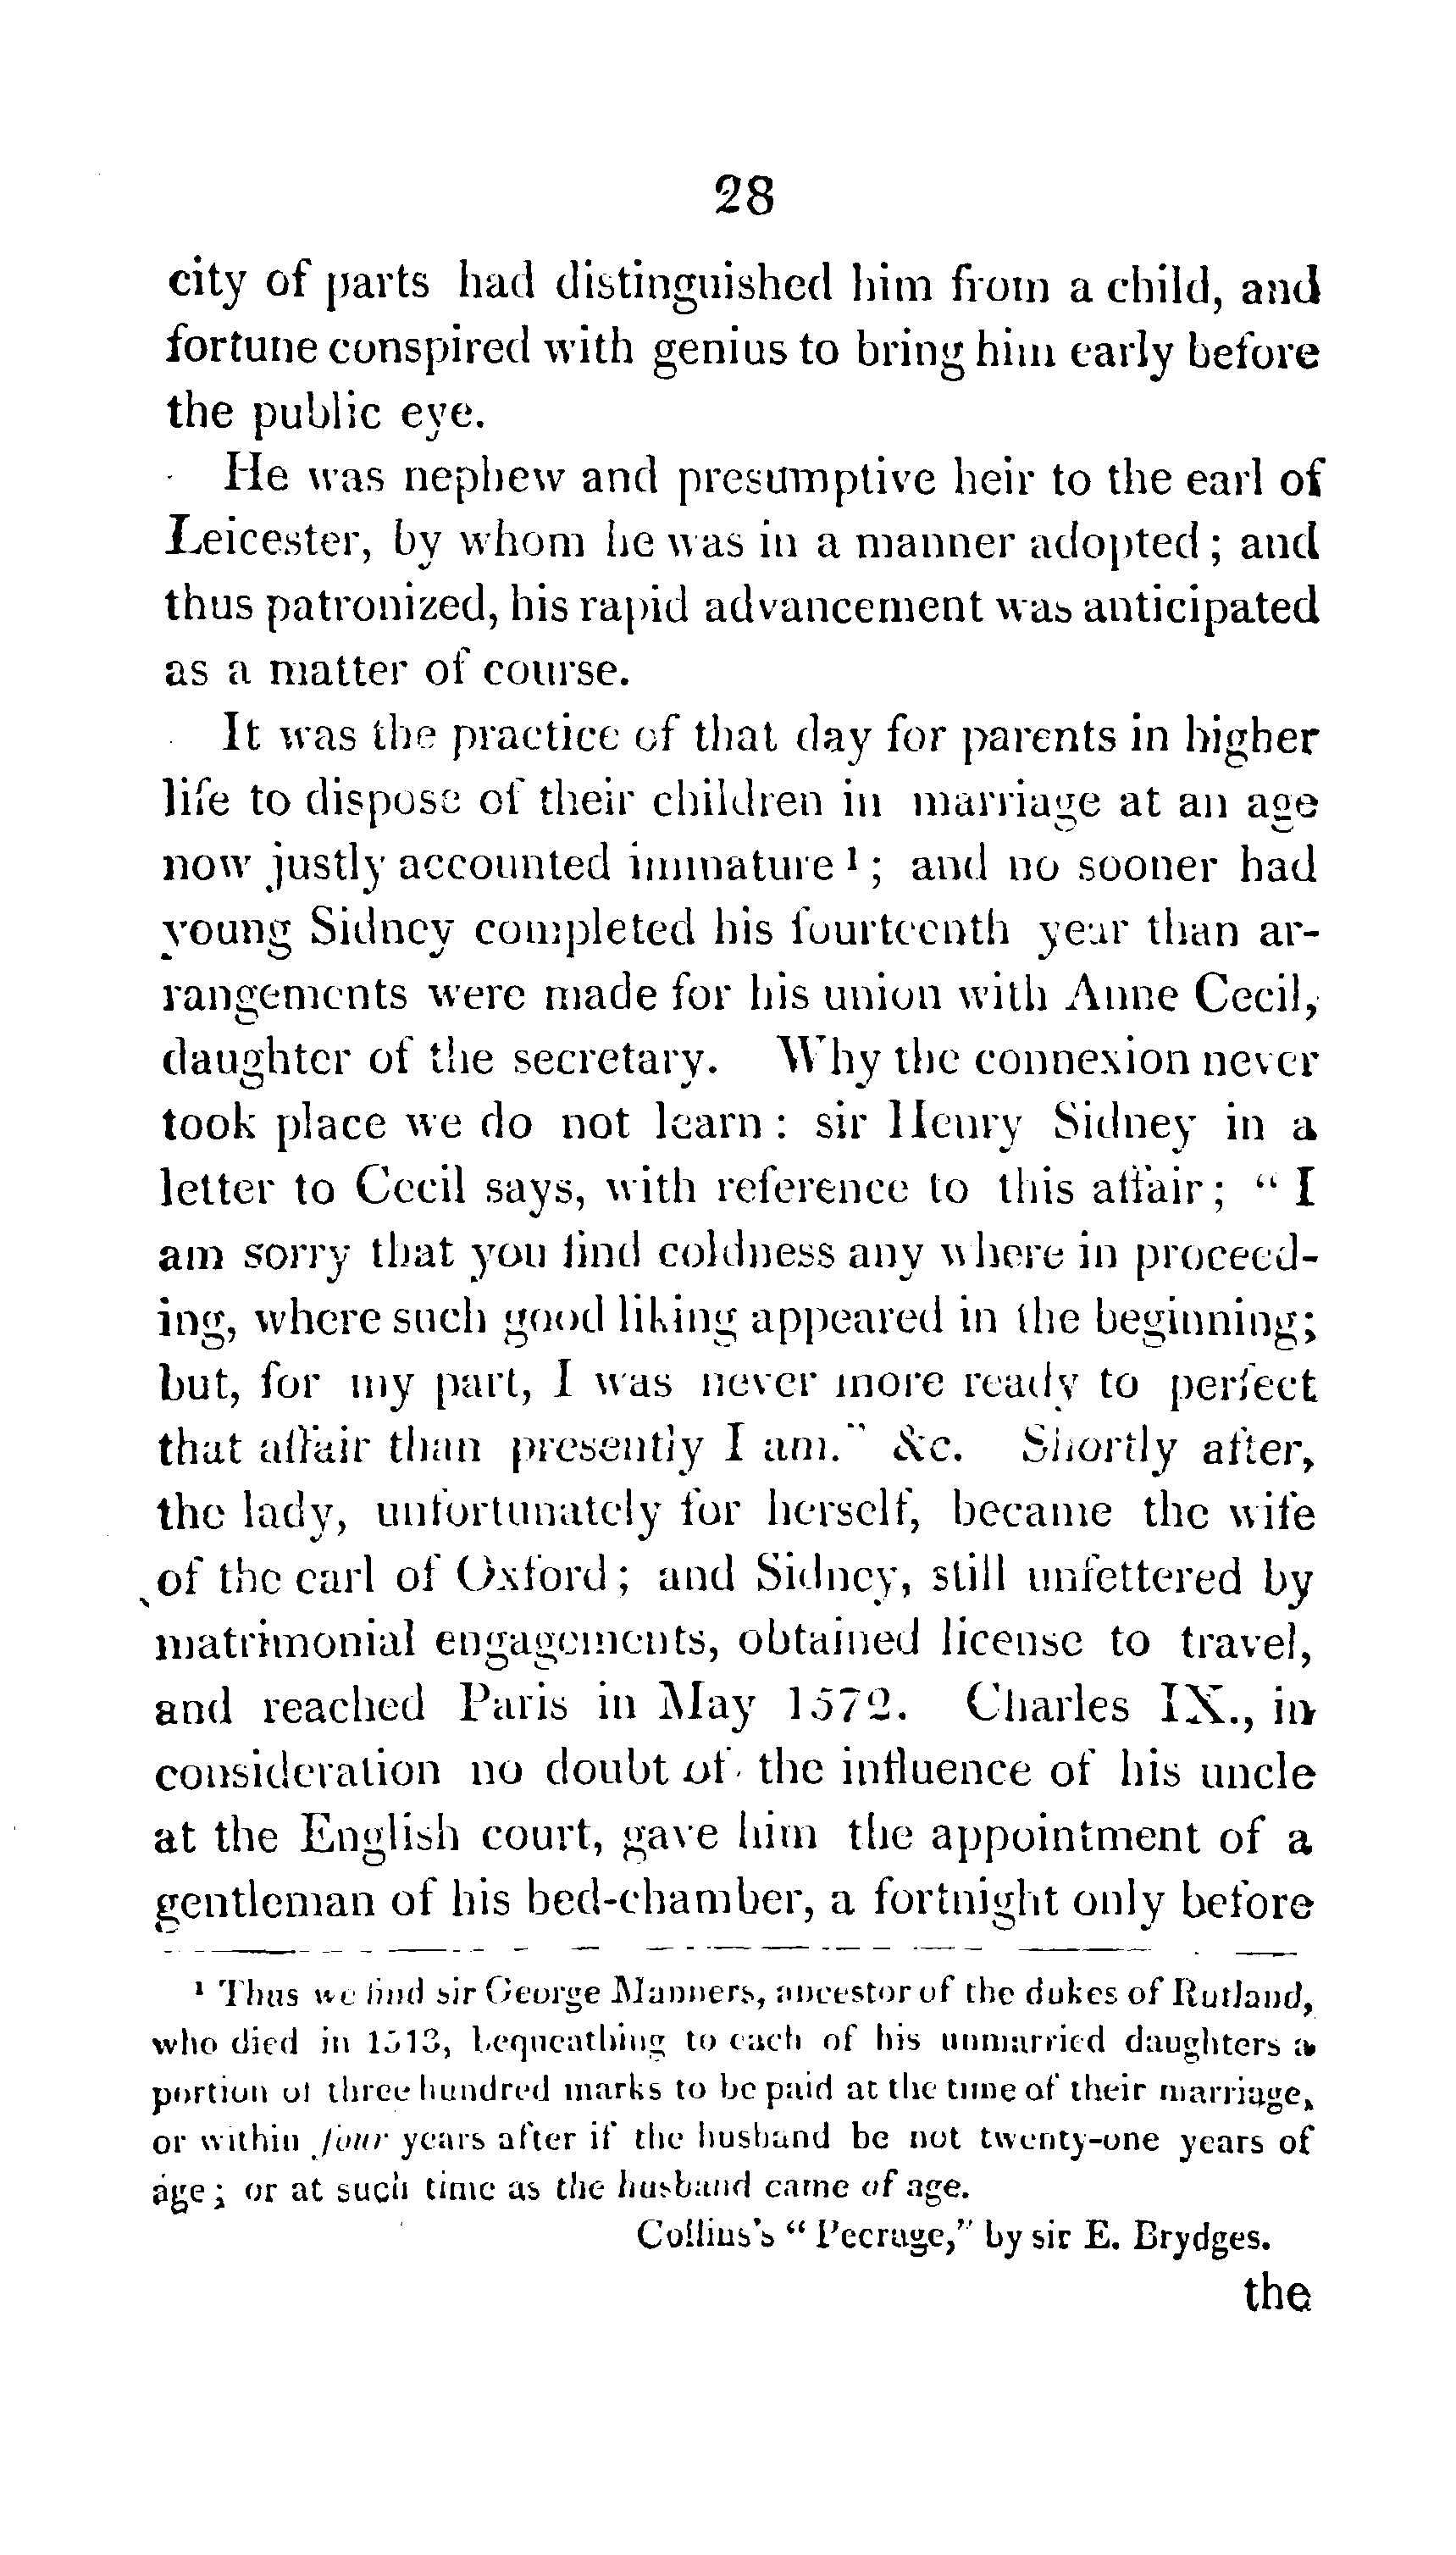 28
city of parts had distinguished him from a child, and
fortune conspired with genius to bring him early before
the public eye.
He was nephew and presumptive heir to the earl of
Leicester, by whom he was in a manner adopted; and
thus patronized, his rapid advancement was anticipated
as a matter of course.
It was the practice of that day for parents in higher
life to dispose of their children in marriage at an age
now justly accounted immature ¹; and no sooner had
young Sidney completed his fourteenth year than ar-
rangements were made for his union with Anne Cecil,
daughter of the secretary. Why the connexion never
took place we do not learn: sir Henry Sidney in a
letter to Cecil says, with reference to this affair; “ I
am sorry that you find coldness any where in proceed-
ing, where such good liking appeared in the beginning;
but, for my part, I was never more ready to perfect
that affair than presently I am.” &c. Shortly after,
the lady, unfortunately for herself, became the wife
of the earl of Oxford; and Sidney, still unfettered by
matrimonial engagements, obtained license to travel,
and reached Paris in May 1572. Charles IX., in
consideration no doubt of the influence of his uncle
at the English court, gave him the appointment of a
gentleman of his bed-chamber, a fortnight only before
¹ Thus we find sir George Manners, ancestor of the dukes of Rutland,
who died in 1513, bequeathing to each of his unmarried daughters a
portion of three hundred marks to be paid at the time of their marriage,
or within four years after if the husband be not twenty-one years of
age; or at such time as the husband came of age.
Collins's “ Peerage,” by sir E. Brydges.
the